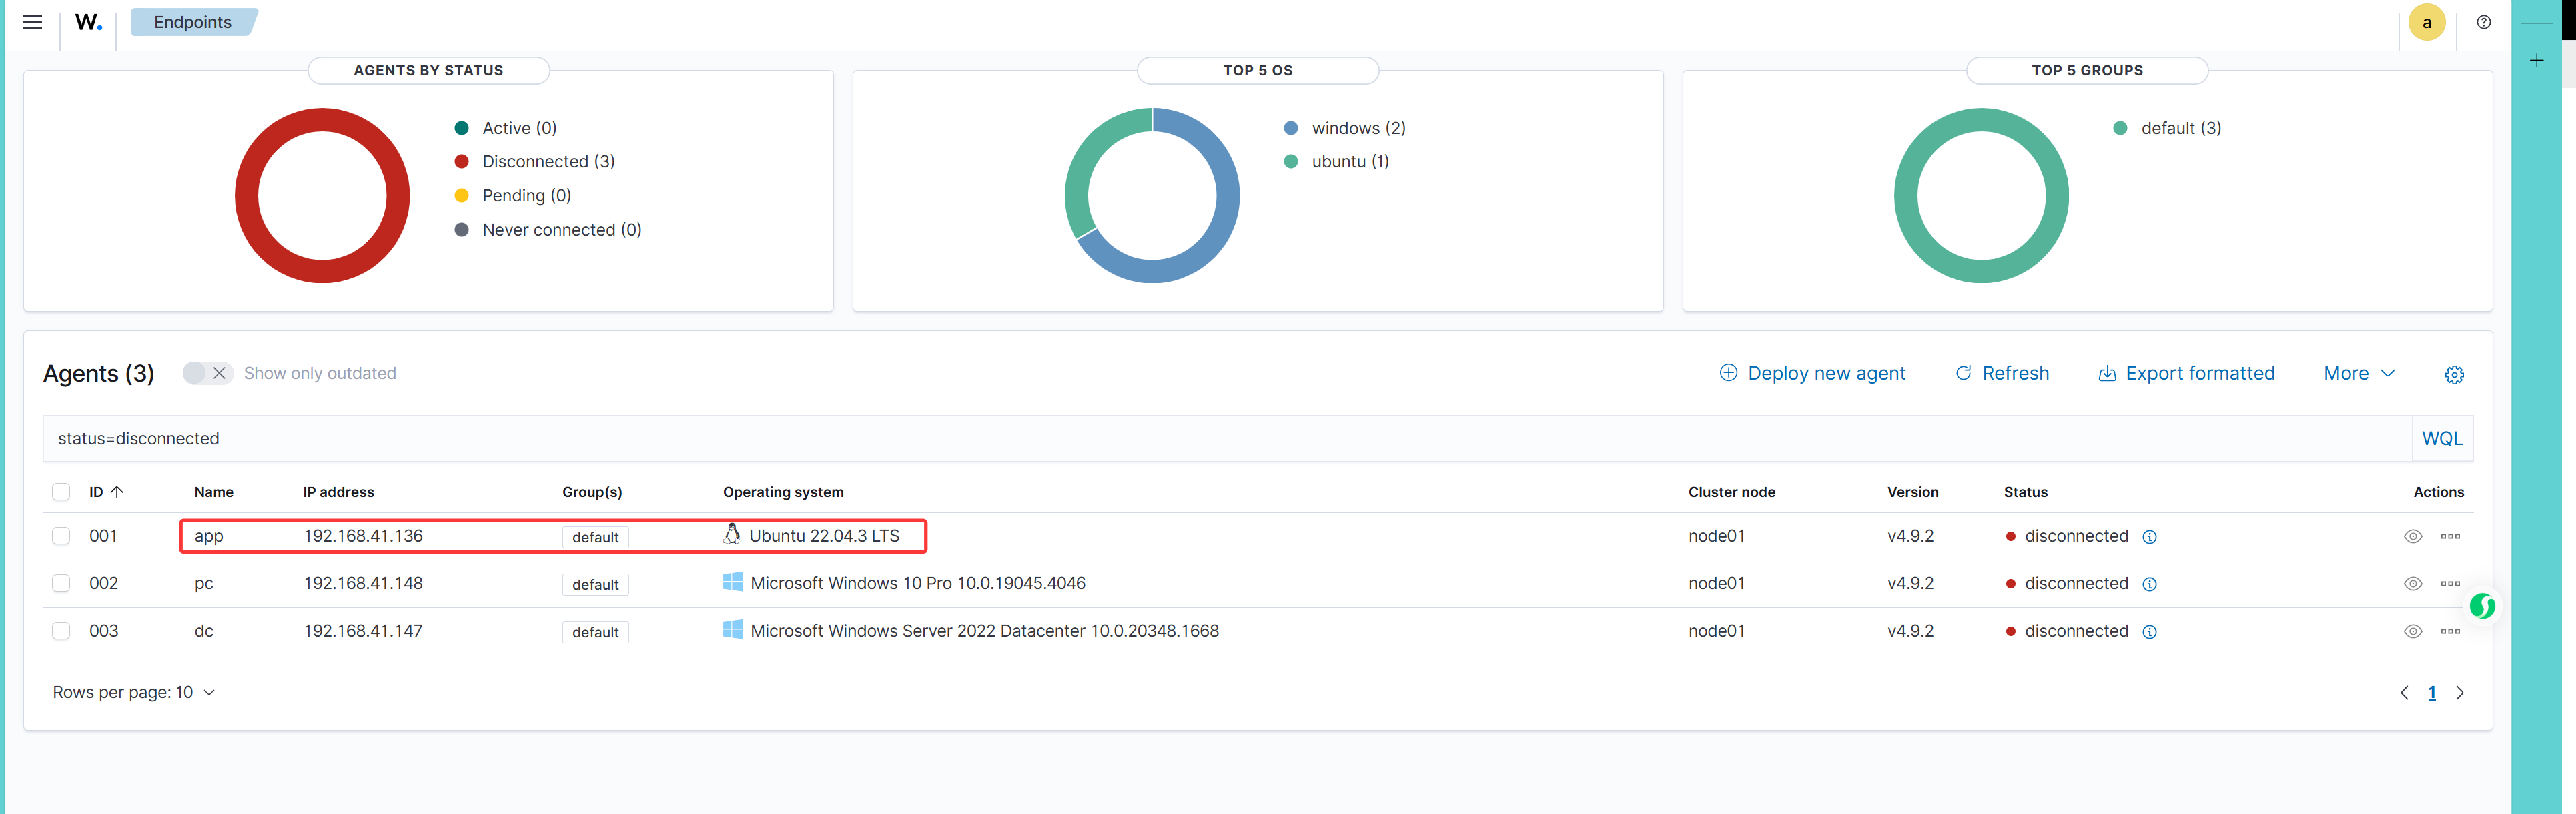 W. Endpoints a
AGENTS BY STATUS
Active (0)
Disconnected (3)
Pending (0)
Never connected (0)
TOP 5 OS
windows (2)
ubuntu (1)
TOP 5 GROUPS
default (3)
Agents (3) Show only outdated Deploy new agent Refresh Export formatted More
status=disconnected WQL
ID Name IP address Group(s) Operating system Cluster node Version Status Actions
001 app 192.168.41.136 default Ubuntu 22.04.3 LTS node01 v4.9.2 disconnected
002 pc 192.168.41.148 default Microsoft Windows 10 Pro 10.0.19045.4046 node01 v4.9.2 disconnected
003 dc 192.168.41.147 default Microsoft Windows Server 2022 Datacenter 10.0.20348.1668 node01 v4.9.2 disconnected
Rows per page: 10 1